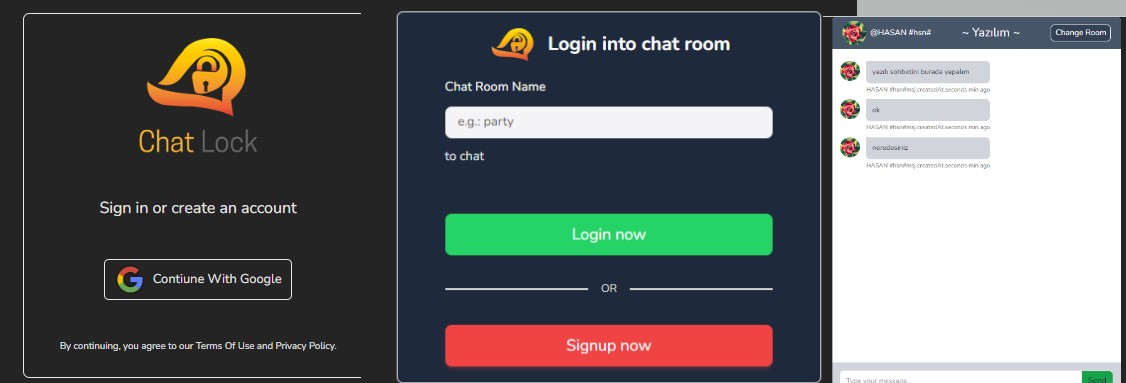 Chat Lock
Sign in or create an account
Contiune With Google
By continuing, you agree to our Terms Of Use and Privacy Policy.
Login into chat room
Chat Room Name
e.g.: party
to chat
Login now
OR
Signup now
@HASAN #hsn# ~ Yazılım ~ Change Room
yazılı sohbetini burada yapalım
HASAN #hsn#msj.createdAt.seconds min ago
ok
HASAN #hsn#msj.createdAt.seconds min ago
neredesiniz
HASAN #hsn#msj.createdAt.seconds min ago
Type your message... Send